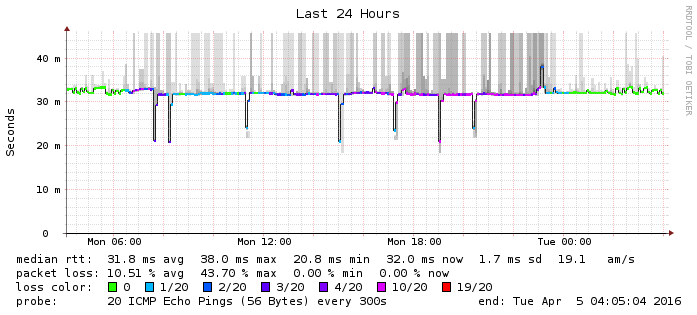 Last 24 Hours
RRDTOOL / TOBI OETIKER
Seconds
40 m
30 m
20 m
10 m
0
Mon 06:00 Mon 12:00 Mon 18:00 Tue 00:00
median rtt: 31.8 ms avg 38.0 ms max 20.8 ms min 32.0 ms now 1.7 ms sd 19.1 am/s
packet loss: 10.51 % avg 43.70 % max 0.00 % min 0.00 % now
loss color: 0 1/20 2/20 3/20 4/20 10/20 19/20
probe: 20 ICMP Echo Pings (56 Bytes) every 300s end: Tue Apr 5 04:05:04 2016